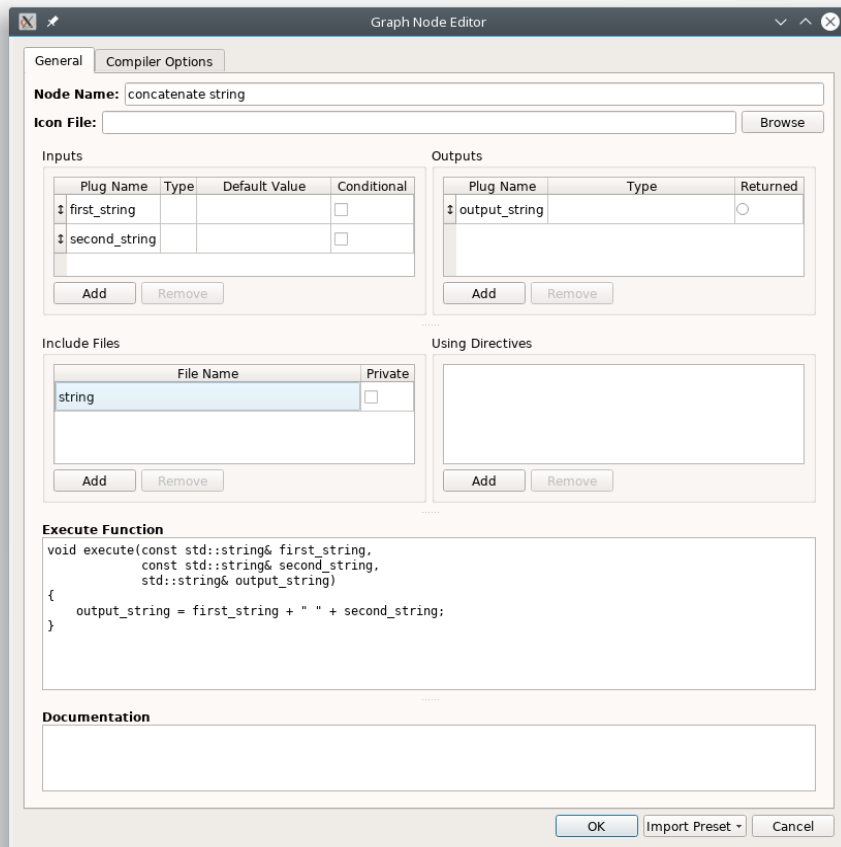 Graph Node Editor
General Compiler Options
Node Name: concatenate string
Icon File: Browse
Inputs Outputs
Plug Name Type Default Value Conditional Plug Name Type Returned
first_string output_string
second_string
Add Remove Add Remove
Include Files Using Directives
File Name Private
string
Add Remove Add Remove
Execute Function
void execute(const std::string& first_string,
             const std::string& second_string,
             std::string& output_string)
{
    output_string = first_string + " " + second_string;
}
Documentation
OK Import Preset Cancel